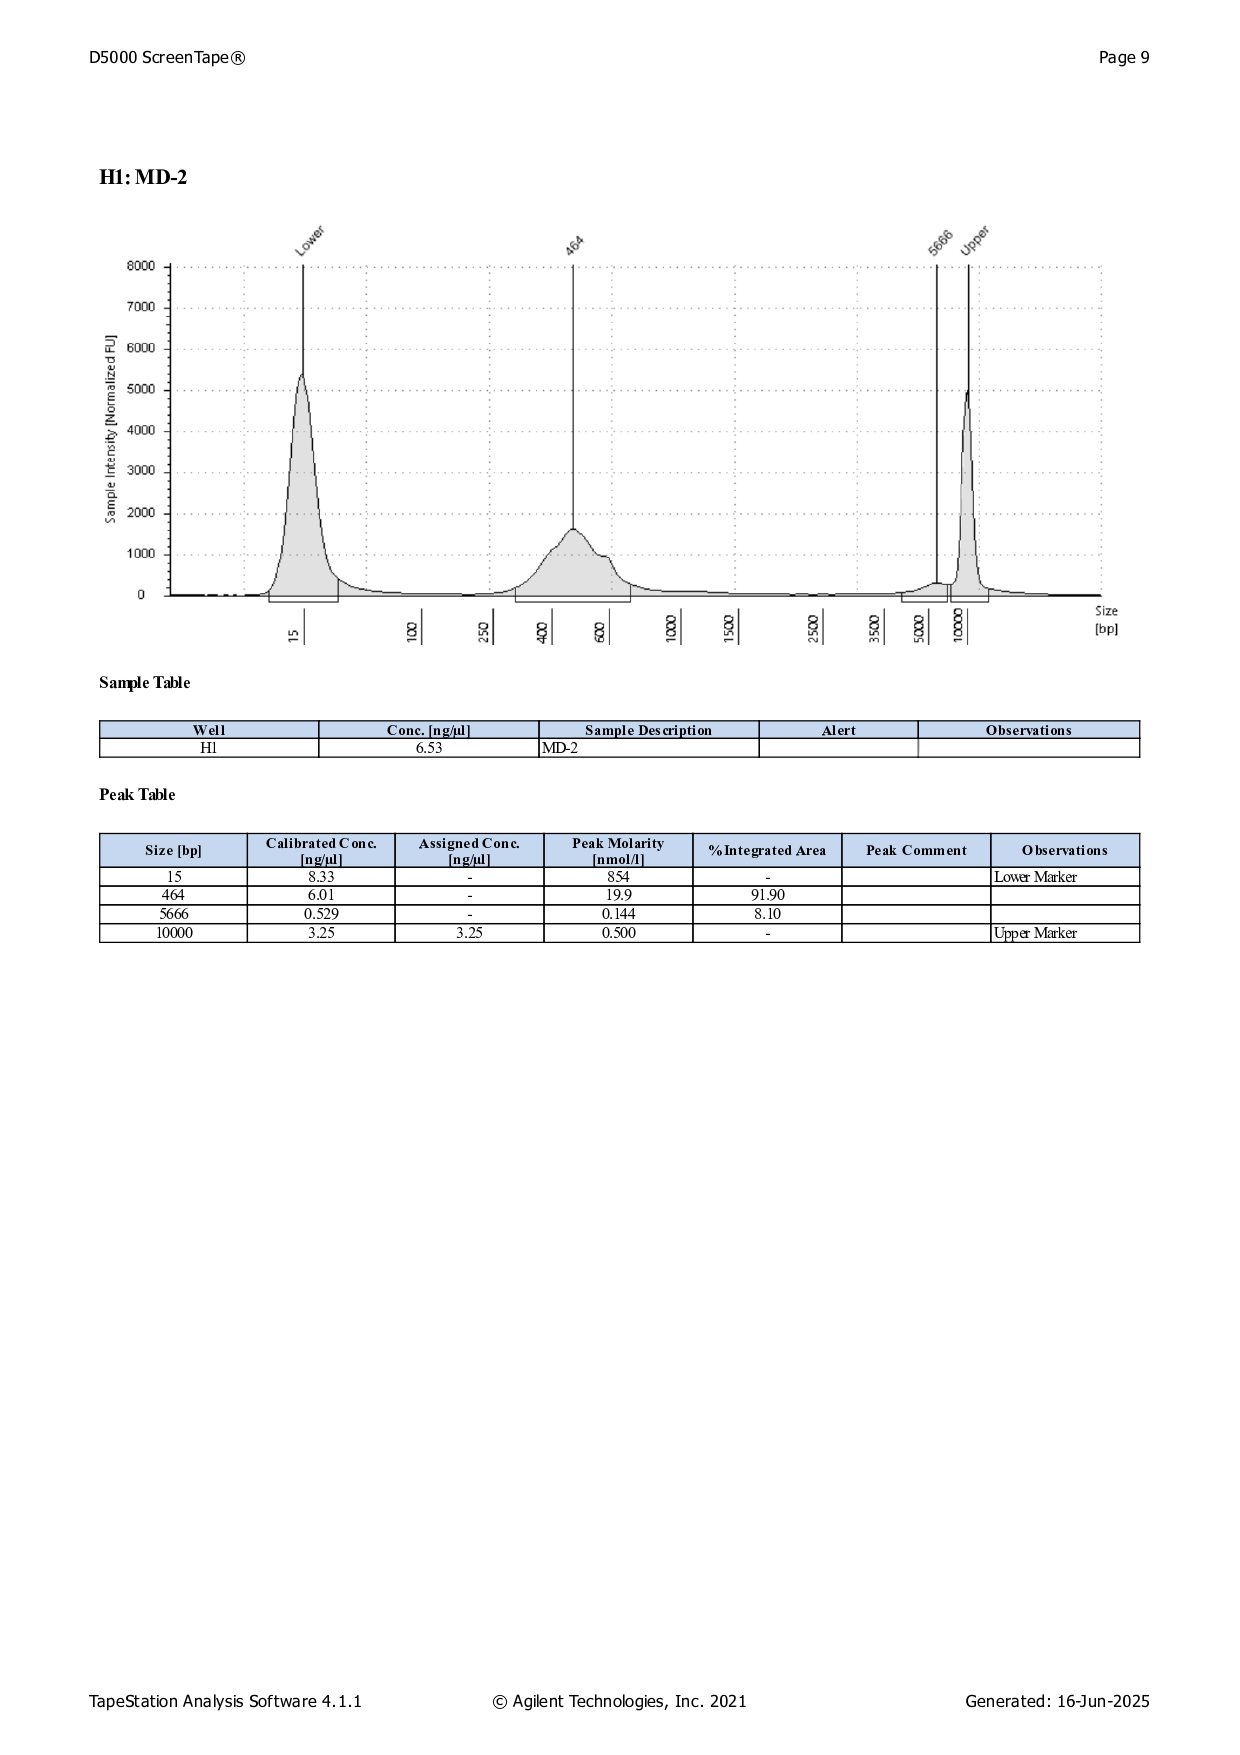 D5000 ScreenTape® Page 9
H1: MD-2
Lower 464 5666 Upper
8000
7000
6000
5000
4000
3000
2000
1000
0
Sample Intensity [Normalized FU]
15 100 250 400 600 1000 1500 2500 3500 5000 10000
Size
[bp]
Sample Table
Well Conc. [ng/µl] Sample Description Alert Observations
H1 6.53 MD-2
Peak Table
Size [bp] Calibrated Conc. [ng/µl] Assigned Conc. [ng/µl] Peak Molarity [nmol/l] % Integrated Area Peak Comment Observations
15 8.33 - 854 - Lower Marker
464 6.01 - 19.9 91.90
5666 0.529 - 0.144 8.10
10000 3.25 3.25 0.500 - Upper Marker
TapeStation Analysis Software 4.1.1 © Agilent Technologies, Inc. 2021 Generated: 16-Jun-2025